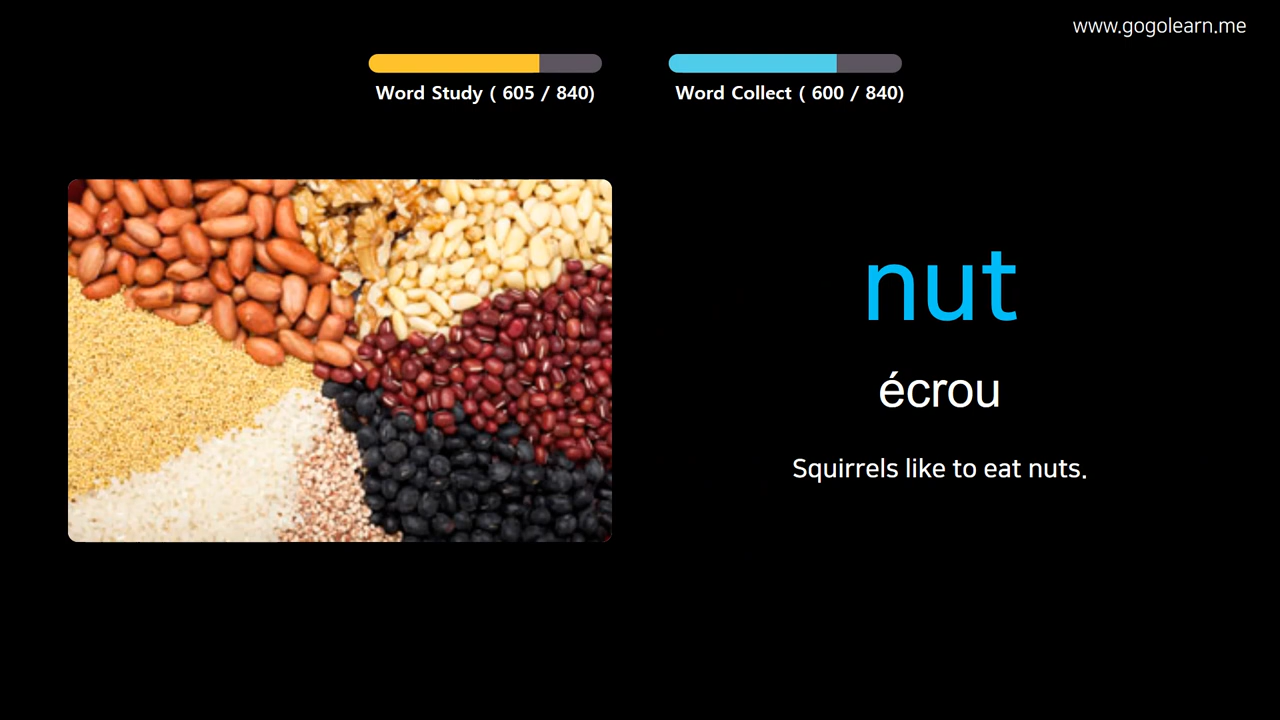 www.gogolearn.me
Word Study ( 605 / 840)
Word Collect ( 600 / 840)
nut
écrou
Squirrels like to eat nuts.